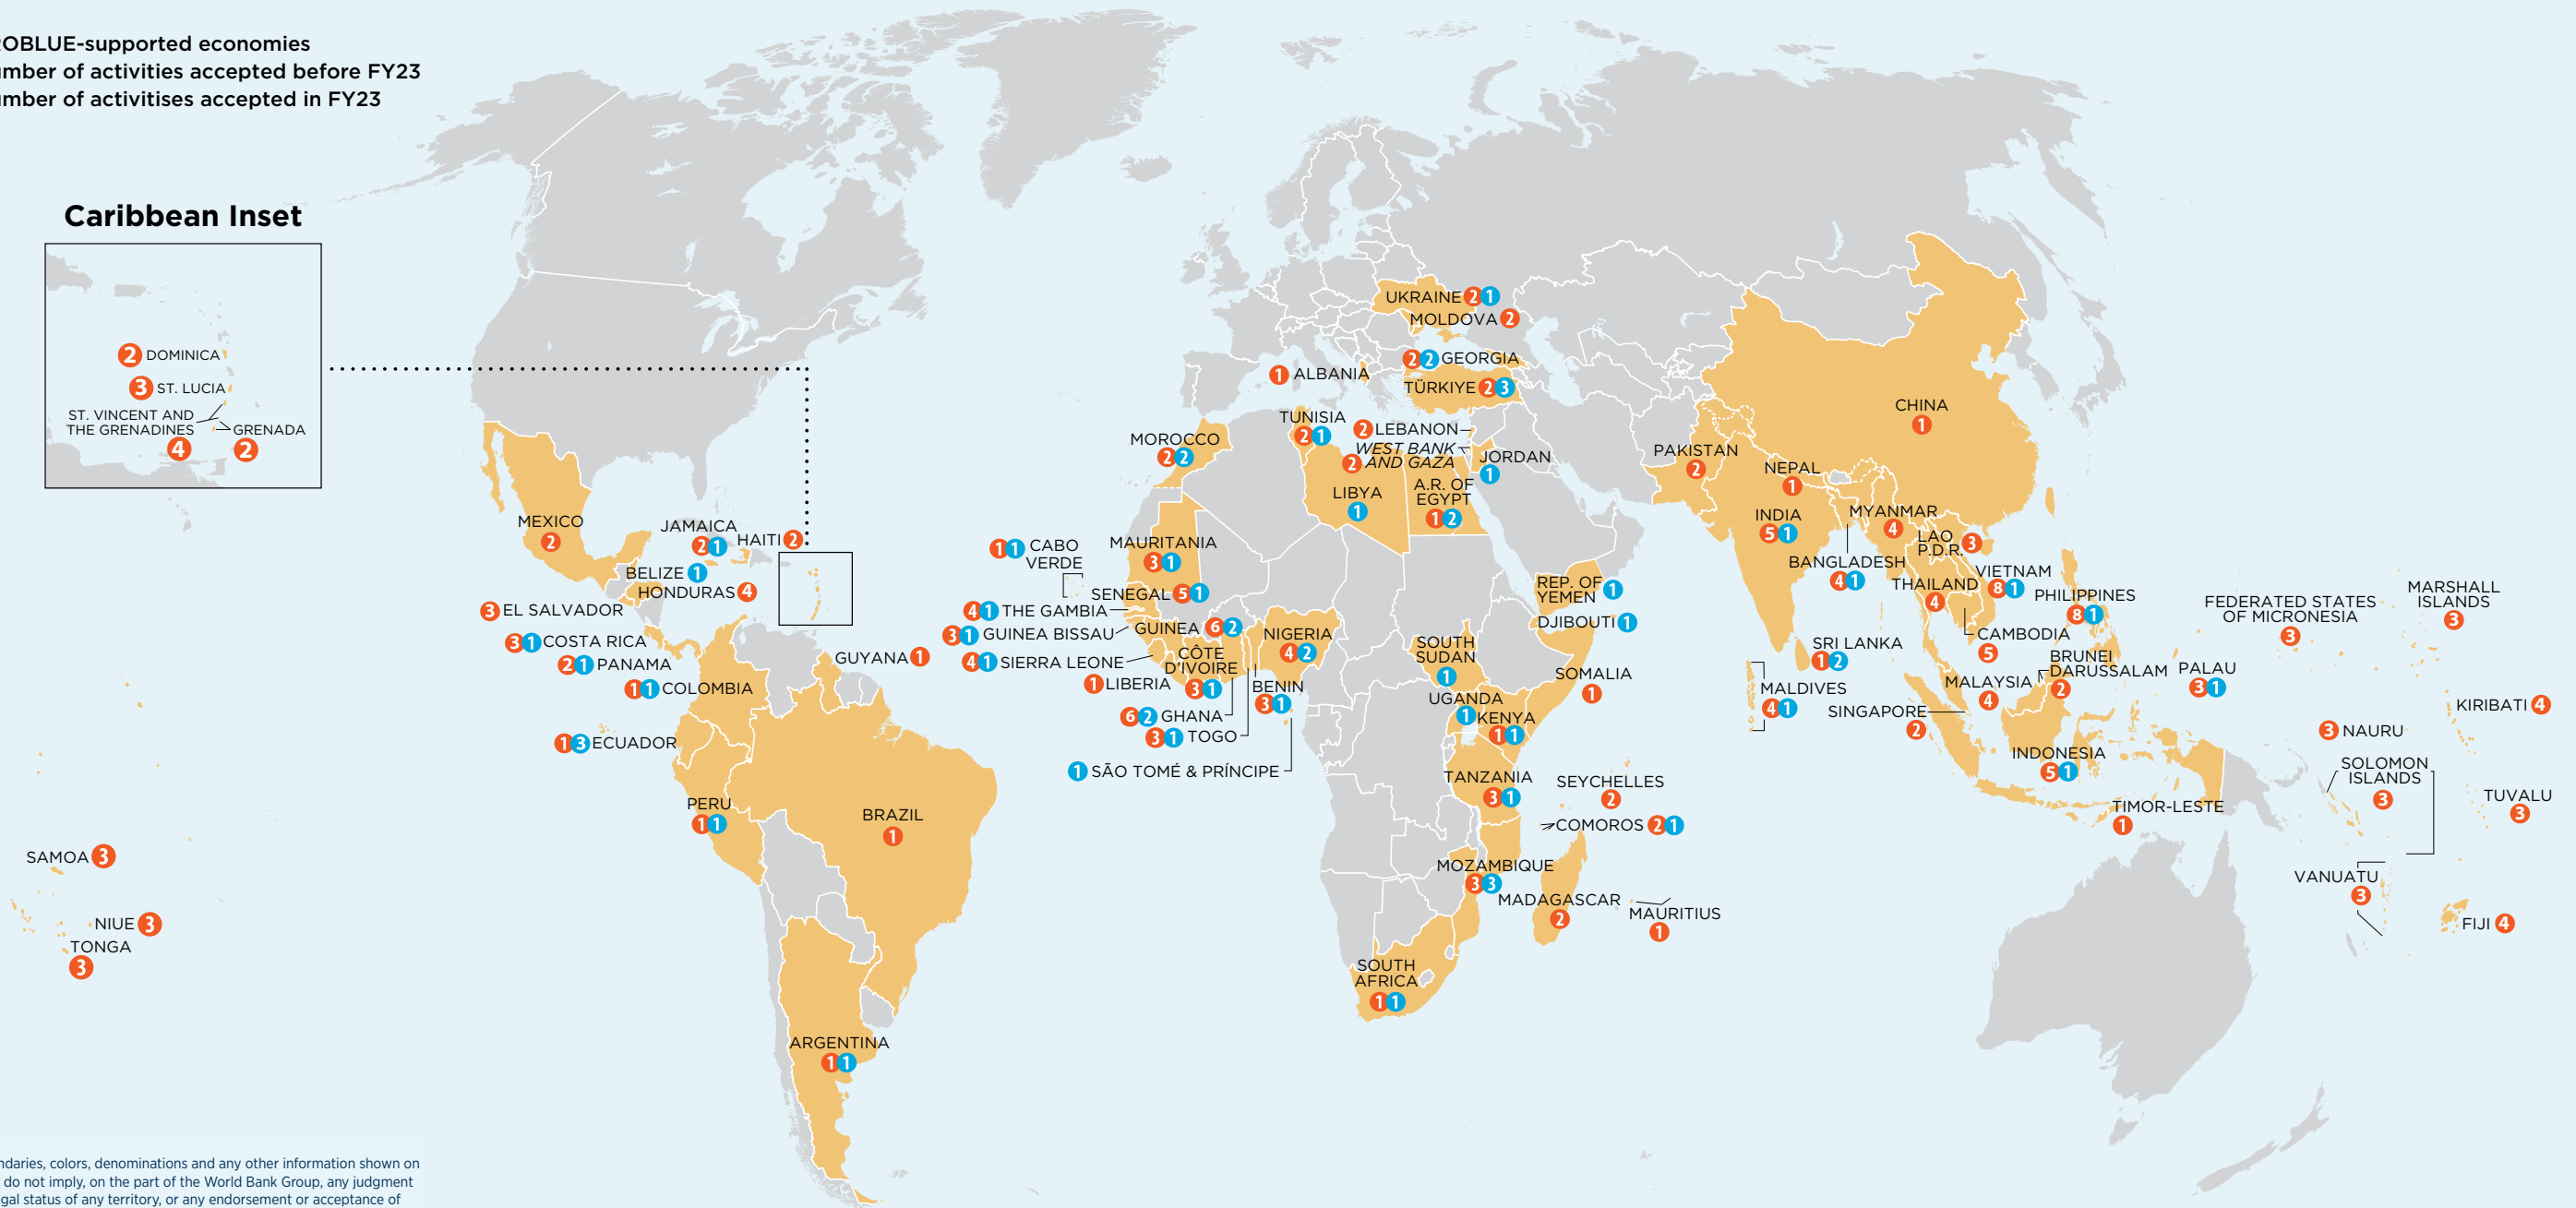 ROBLUE-supported economies
umber of activities accepted before FY23
umber of activitises accepted in FY23
Caribbean Inset
2 DOMINICA
3 ST. LUCIA
ST. VINCENT AND
THE GRENADINES
4
GRENADA
2
MEXICO
2
JAMAICA
2 1
HAITI 2
BELIZE 1
HONDURAS 4
3 EL SALVADOR
3 1 COSTA RICA
2 1 PANAMA
1 1 COLOMBIA
GUYANA 1
1 3 ECUADOR
PERU
1 1
BRAZIL
1
ARGENTINA
1 1
SAMOA 3
NIUE 3
TONGA
3
UKRAINE 2 1
MOLDOVA 2
2 2 GEORGIA
1 ALBANIA
TÜRKIYE 2 3
TUNISIA
2 1
2 LEBANON
MOROCCO
2 2
WEST BANK
2 AND GAZA
JORDAN
1
LIBYA
1
A.R. OF
EGYPT
1 2
1 1 CABO
VERDE
MAURITANIA
3 1
SENEGAL 5 1
4 1 THE GAMBIA
3 1 GUINEA BISSAU
GUINEA 6 2
4 1 SIERRA LEONE
1 LIBERIA
CÔTE
D'IVOIRE
3 1
NIGERIA
4 2
BENIN
3 1
6 2 GHANA
3 1 TOGO
1 SÃO TOMÉ & PRÍNCIPE
REP. OF
YEMEN 1
DJIBOUTI 1
SOUTH
SUDAN
1
SOMALIA
1
UGANDA
1
KENYA
1 1
TANZANIA
3 1
SEYCHELLES
2
COMOROS 2 1
MOZAMBIQUE
3 3
MADAGASCAR
2
MAURITIUS
1
SOUTH
AFRICA
1 1
CHINA
1
PAKISTAN
2
NEPAL
1
INDIA
5 1
MYANMAR
4
LAO
P.D.R. 3
BANGLADESH
4 1
THAILAND
4
VIETNAM
8 1
PHILIPPINES
8 1
CAMBODIA
5
SRI LANKA
1 2
MALDIVES
4 1
BRUNEI
DARUSSALAM
2
MALAYSIA
4
SINGAPORE
2
PALAU
3 1
INDONESIA
5 1
TIMOR-LESTE
1
FEDERATED STATES
OF MICRONESIA
3
MARSHALL
ISLANDS
3
KIRIBATI 4
3 NAURU
SOLOMON
ISLANDS
3
TUVALU
3
VANUATU
3
FIJI 4
ndaries, colors, denominations and any other information shown on
do not imply, on the part of the World Bank Group, any judgment
gal status of any territory, or any endorsement or acceptance of